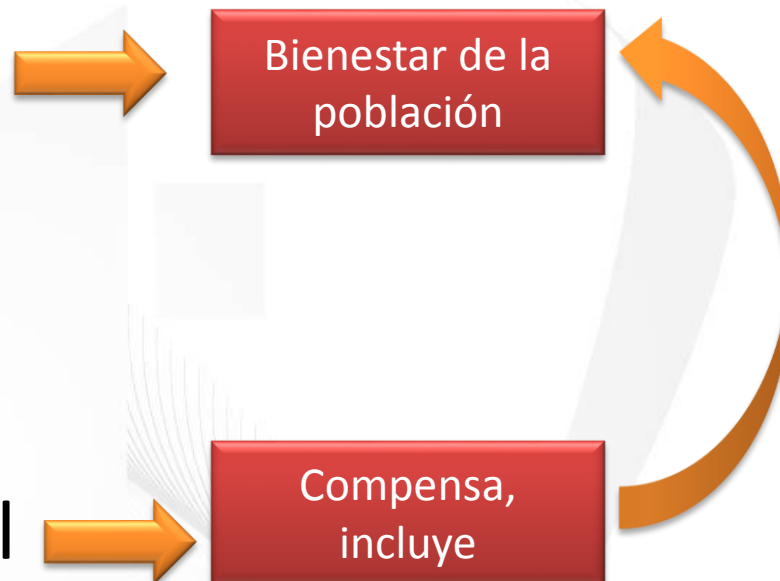 Bienestar de la
población
Compensa,
incluye